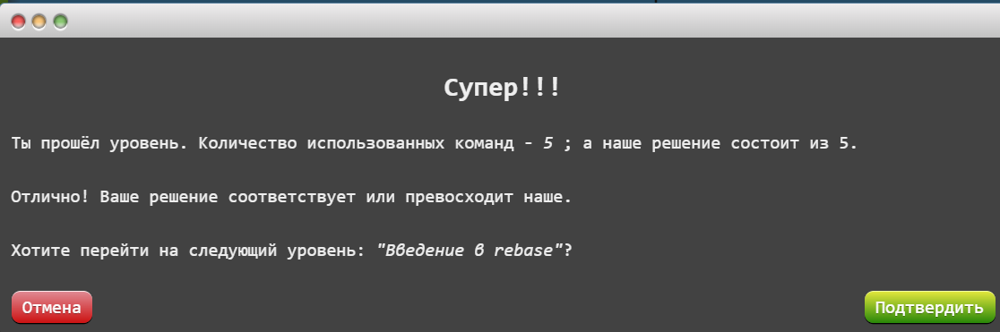 Супер!!!
Ты прошёл уровень. Количество использованных команд - 5 ; а наше решение состоит из 5.
Отлично! Ваше решение соответствует или превосходит наше.
Хотите перейти на следующий уровень: "Введение в rebase"?
Отмена
Подтвердить